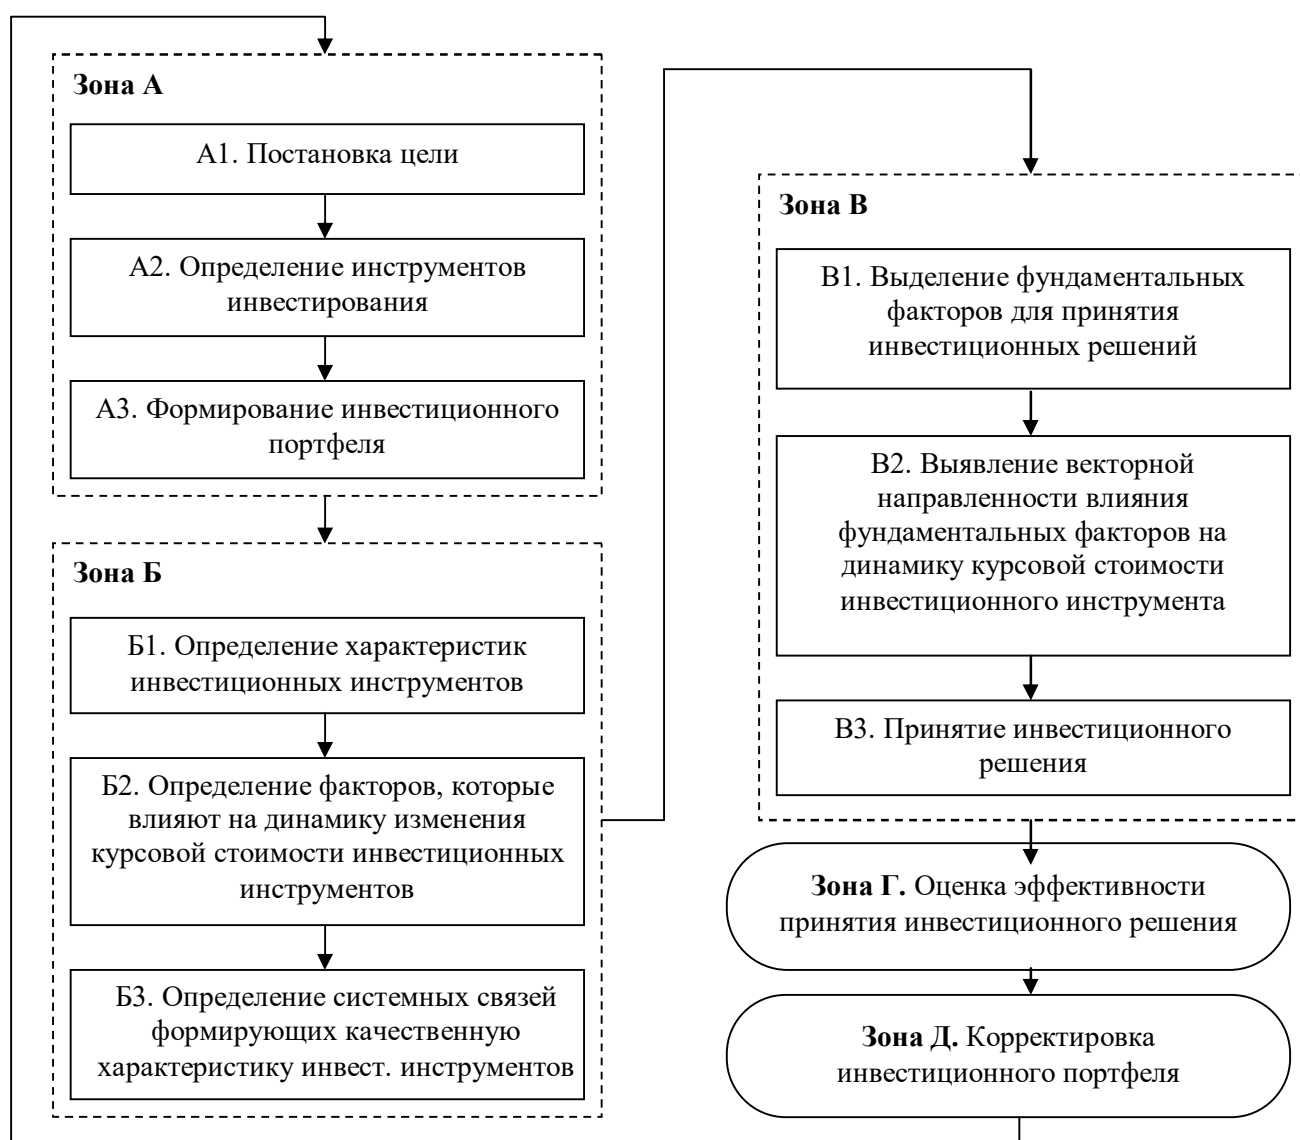 Зона А
А1. Постановка цели
А2. Определение инструментов
инвестирования
А3. Формирование инвестиционного
портфеля
Зона Б
Б1. Определение характеристик
инвестиционных инструментов
Б2. Определение факторов, которые
влияют на динамику изменения
курсовой стоимости инвестиционных
инструментов
Б3. Определение системных связей
формирующих качественную
характеристику инвест. инструментов
Зона В
В1. Выделение фундаментальных
факторов для принятия
инвестиционных решений
В2. Выявление векторной
направленности влияния
фундаментальных факторов на
динамику курсовой стоимости
инвестиционного инструмента
В3. Принятие инвестиционного
решения
Зона Г. Оценка эффективности
принятия инвестиционного решения
Зона Д. Корректировка
инвестиционного портфеля